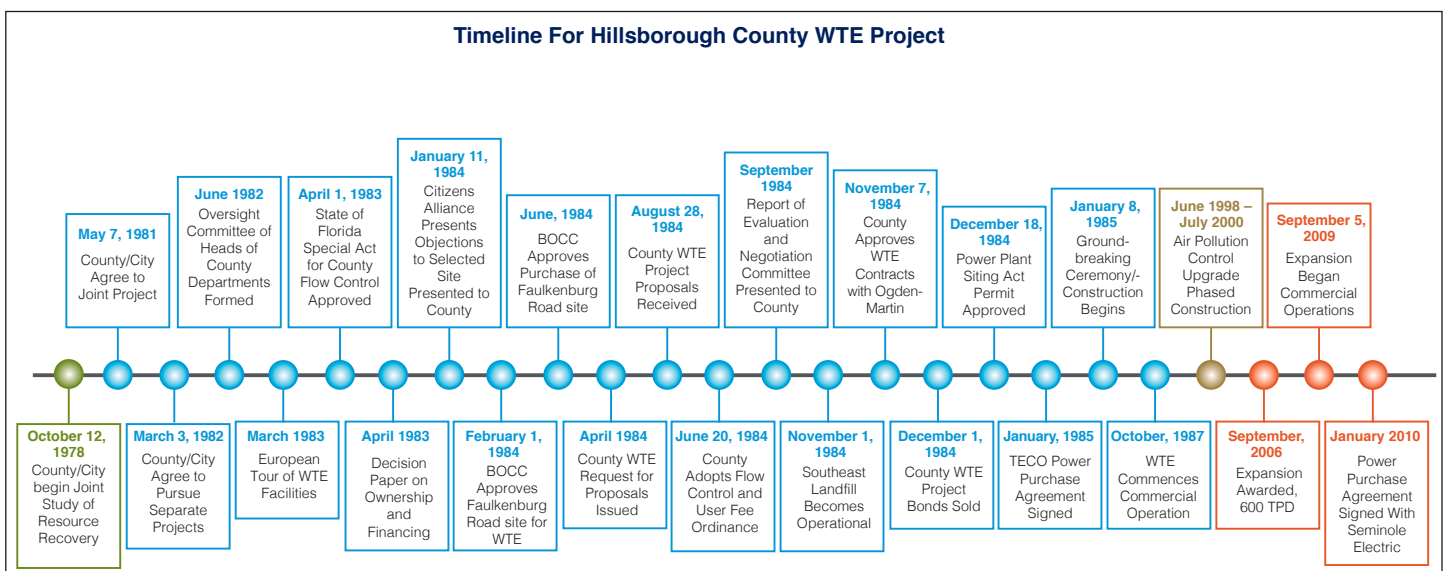 Timeline For Hillsborough County WTE Project
October 12,
1978
County/City
begin Joint
Study of
Resource
Recovery
May 7, 1981
County/City
Agree to
Joint Project
March 3, 1982
County/City
Agree to
Pursue
Separate
Projects
June 1982
Oversight
Committee of
Heads of
County
Departments
Formed
March 1983
European
Tour of WTE
Facilities
April 1, 1983
State of
Florida
Special Act
for County
Flow Control
Approved
April 1983
Decision
Paper on
Ownership
and
Financing
January 11,
1984
Citizens
Alliance
Presents
Objections
to Selected
Site
Presented to
County
February 1,
1984
BOCC
Approves
Faulkenburg
Road site for
WTE
June, 1984
BOCC
Approves
Purchase of
Faulkenburg
Road site
April 1984
County WTE
Request for
Proposals
Issued
August 28,
1984
County WTE
Project
Proposals
Received
June 20, 1984
County
Adopts Flow
Control and
User Fee
Ordinance
September
1984
Report of
Evaluation
and
Negotiation
Committee
Presented to
County
November 1,
1984
Southeast
Landfill
Becomes
Operational
November 7,
1984
County
Approves
WTE
Contracts
with Ogden-
Martin
December 1,
1984
County WTE
Project
Bonds Sold
December 18,
1984
Power Plant
Siting Act
Permit
Approved
January, 1985
TECO Power
Purchase
Agreement
Signed
January 8,
1985
Ground-
breaking
Ceremony/-
Construction
Begins
October, 1987
WTE
Commences
Commercial
Operation
June 1998 –
July 2000
Air Pollution
Control
Upgrade
Phased
Construction
September,
2006
Expansion
Awarded,
600 TPD
September 5,
2009
Expansion
Began
Commercial
Operations
January 2010
Power
Purchase
Agreement
Signed With
Seminole
Electric